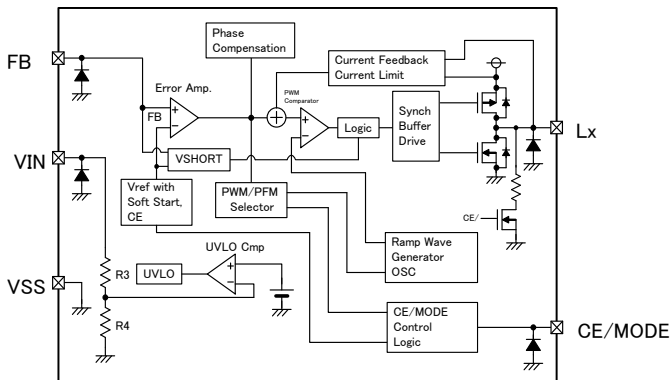 Phase
Compensation
FB
Current Feedback
Current Limit
Error Amp.
PWM
Comparator
FB
+
−
+
+
−
Logic
Synch
Buffer
Drive
Lx
VSHORT
VIN
Vref with
Soft Start,
CE
PWM/PFM
Selector
CE/
UVLO Cmp
Ramp Wave
Generator
OSC
R3
UVLO
+
−
VSS
R4
CE/MODE
Control
Logic
CE/MODE